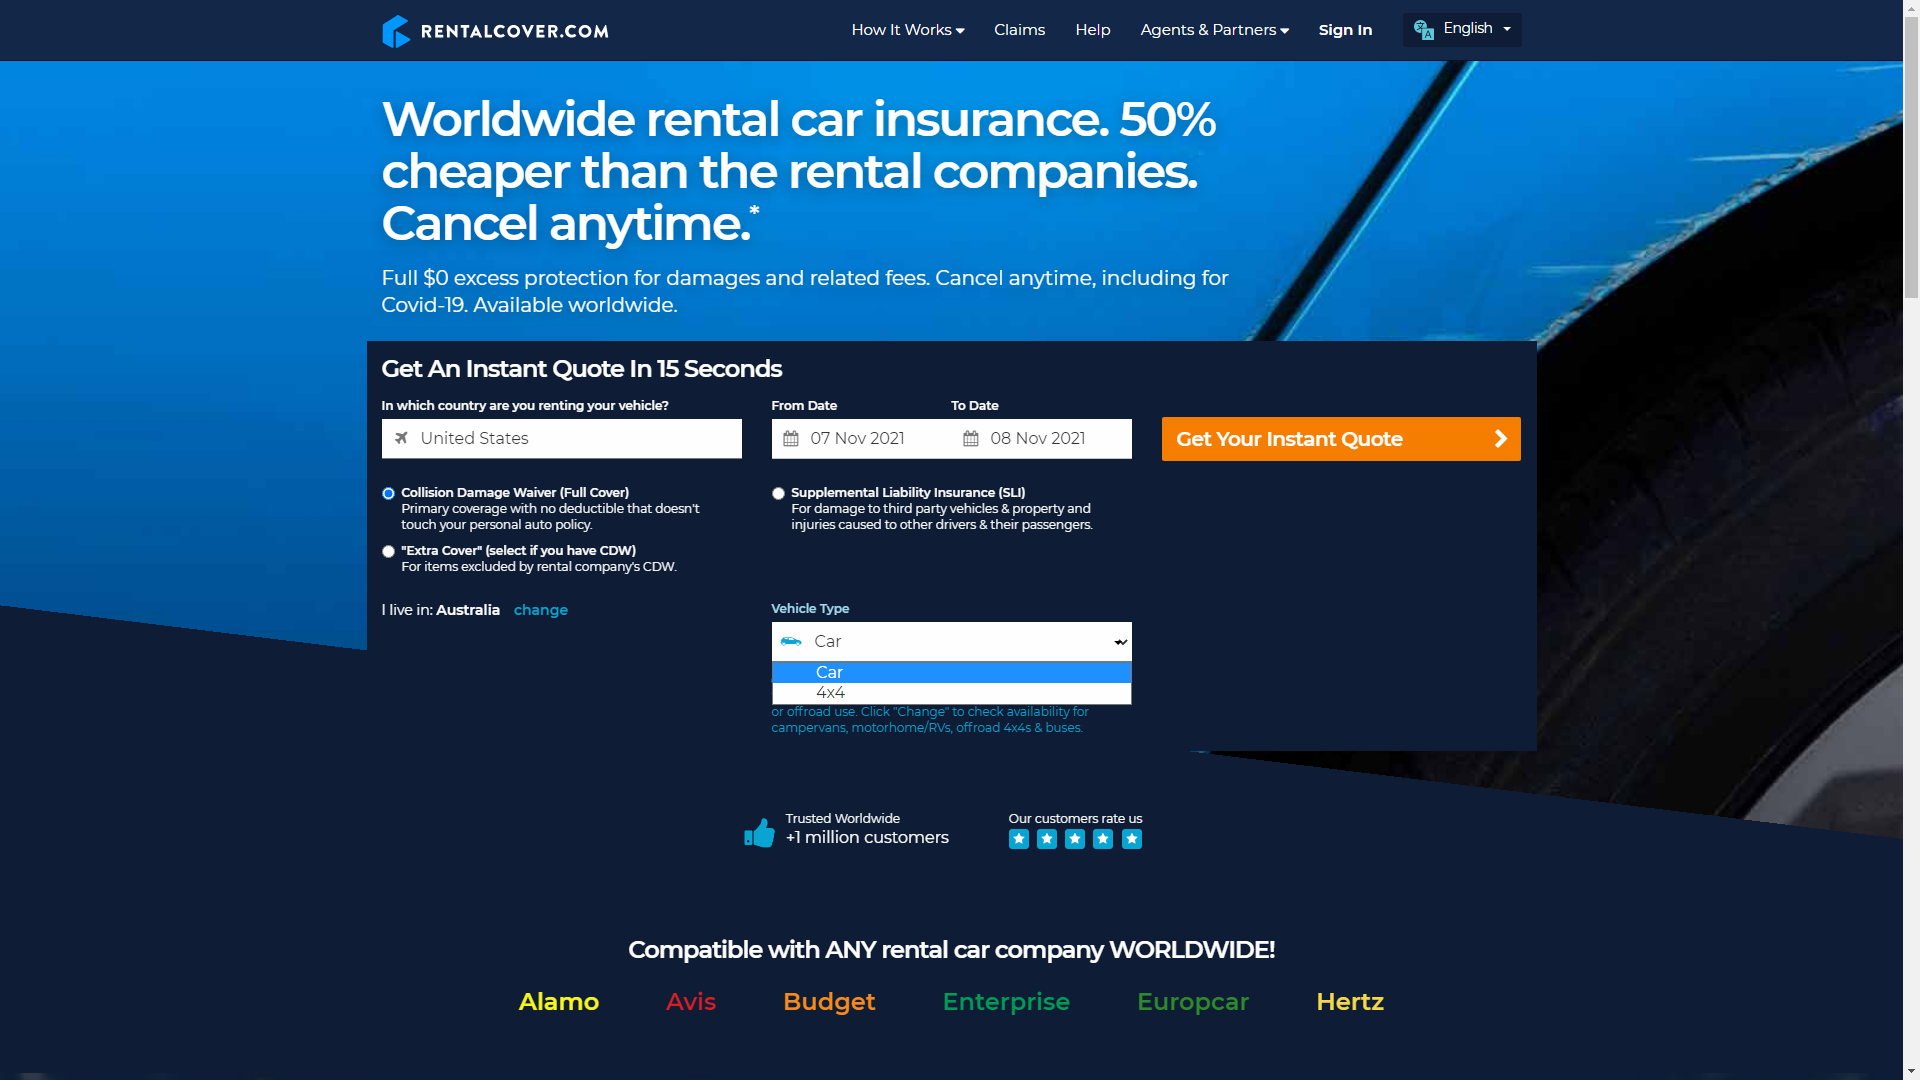 RENTALCOVER.COM
How It Works
Claims
Help
Agents & Partners
Sign In
English
Worldwide rental car insurance. 50%
cheaper than the rental companies.
Cancel anytime.*
Full $0 excess protection for damages and related fees. Cancel anytime, including for
Covid-19. Available worldwide.
Get An Instant Quote In 15 Seconds
In which country are you renting your vehicle?
United States
From Date
To Date
07 Nov 2021
08 Nov 2021
Get Your Instant Quote
Collision Damage Waiver (Full Cover)
Primary coverage with no deductible that doesn't
touch your personal auto policy.
Supplemental Liability Insurance (SLI)
For damage to third party vehicles & property and
injuries caused to other drivers & their passengers.
"Extra Cover" (select if you have CDW)
For items excluded by rental company's CDW.
I live in: Australia change
Vehicle Type
Car
Car
4x4
or offroad use. Click "Change" to check availability for
campervans, motorhome/RVs, offroad 4x4s & buses.
Trusted Worldwide
+1 million customers
Our customers rate us
Compatible with ANY rental car company WORLDWIDE!
Alamo
Avis
Budget
Enterprise
Europcar
Hertz